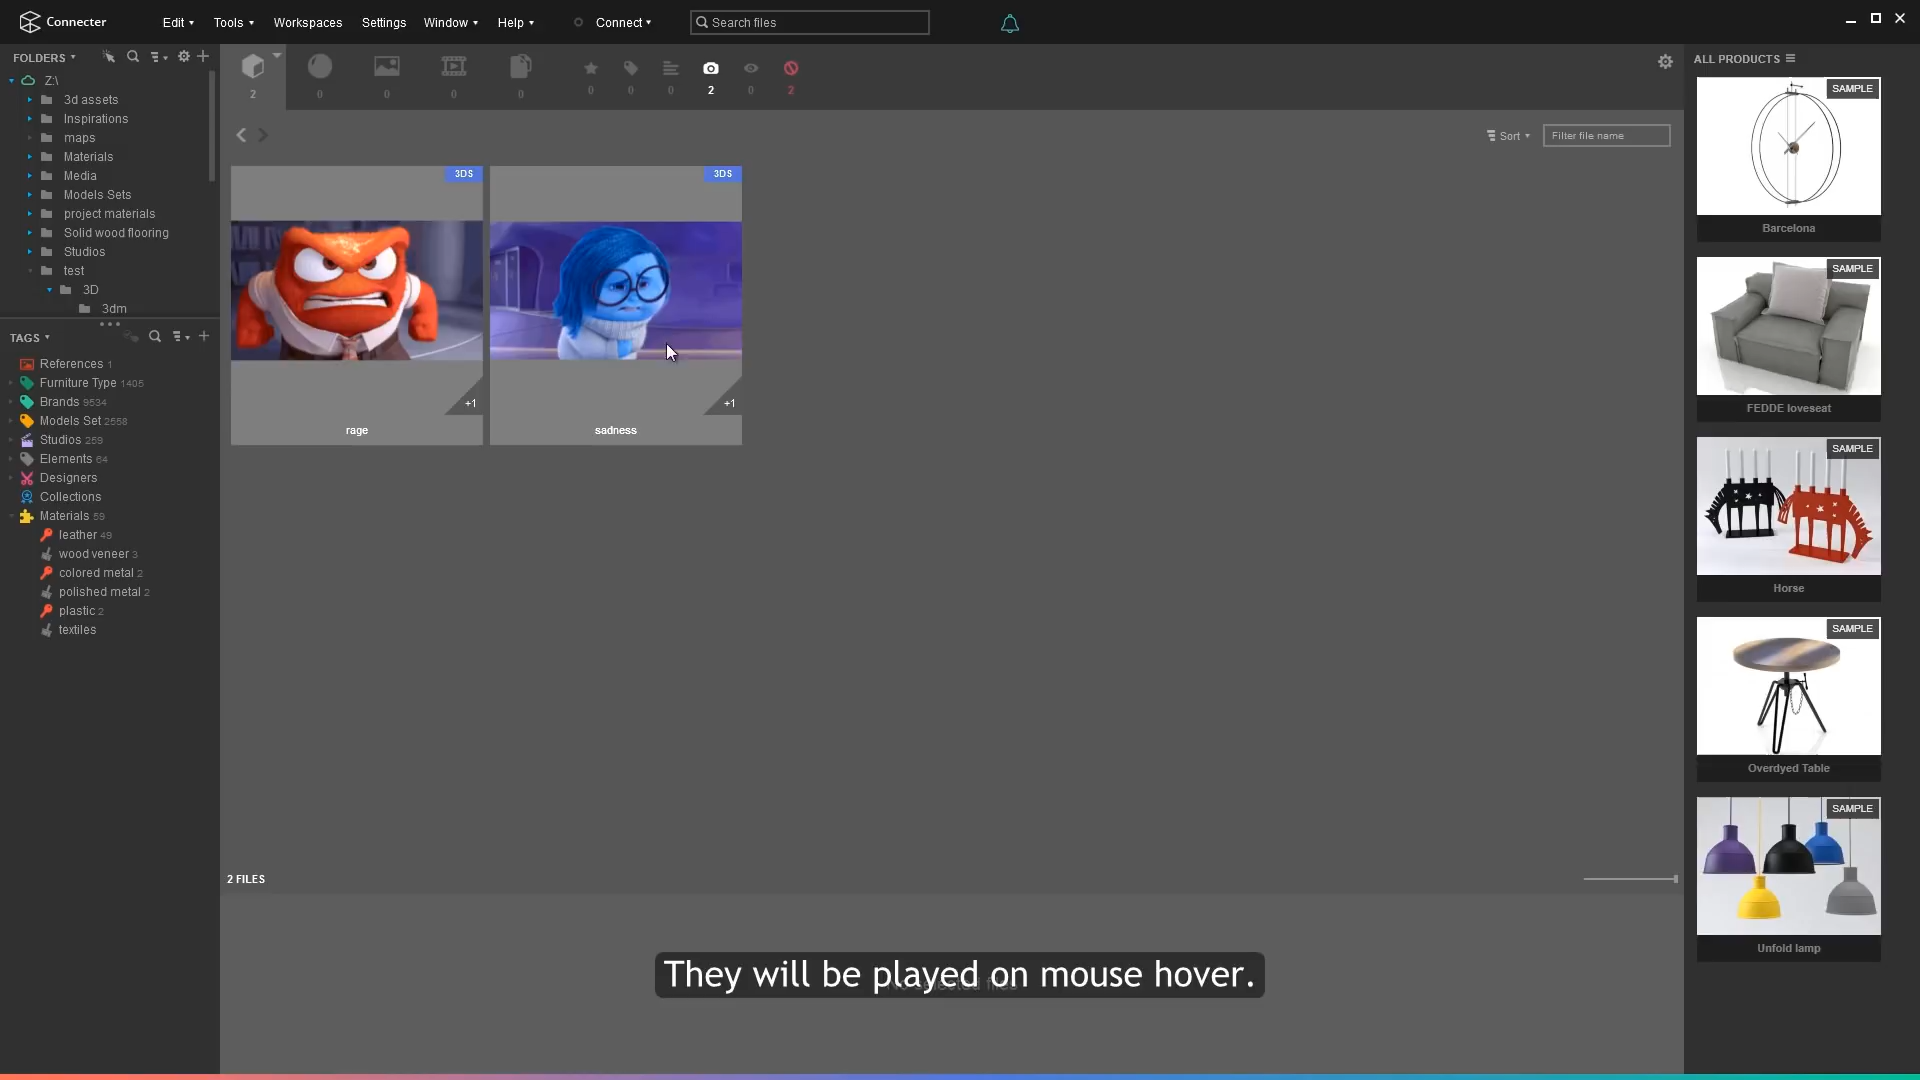 Connecter
Edit
Tools
Workspaces
Settings
Window
Help
Connect
Search files
FOLDERS
Z:\
3d assets
Inspirations
maps
Materials
Media
Models Sets
project materials
Solid wood flooring
Studios
test
3D
3dm
TAGS
References 1
Furniture Type 1405
Brands 9534
Models Set 2558
Studios 259
Elements 64
Designers
Collections
Materials 59
leather 49
wood veneer 3
colored metal 2
polished metal 2
plastic 2
textiles
2
0
0
0
0
0
0
0
2
0
2
Sort
Filter file name
3DS
+1
rage
3DS
+1
sadness
2 FILES
They will be played on mouse hover.
ALL PRODUCTS
SAMPLE
Barcelona
SAMPLE
FEDDE loveseat
SAMPLE
Horse
SAMPLE
Overdyed Table
SAMPLE
Unfold lamp